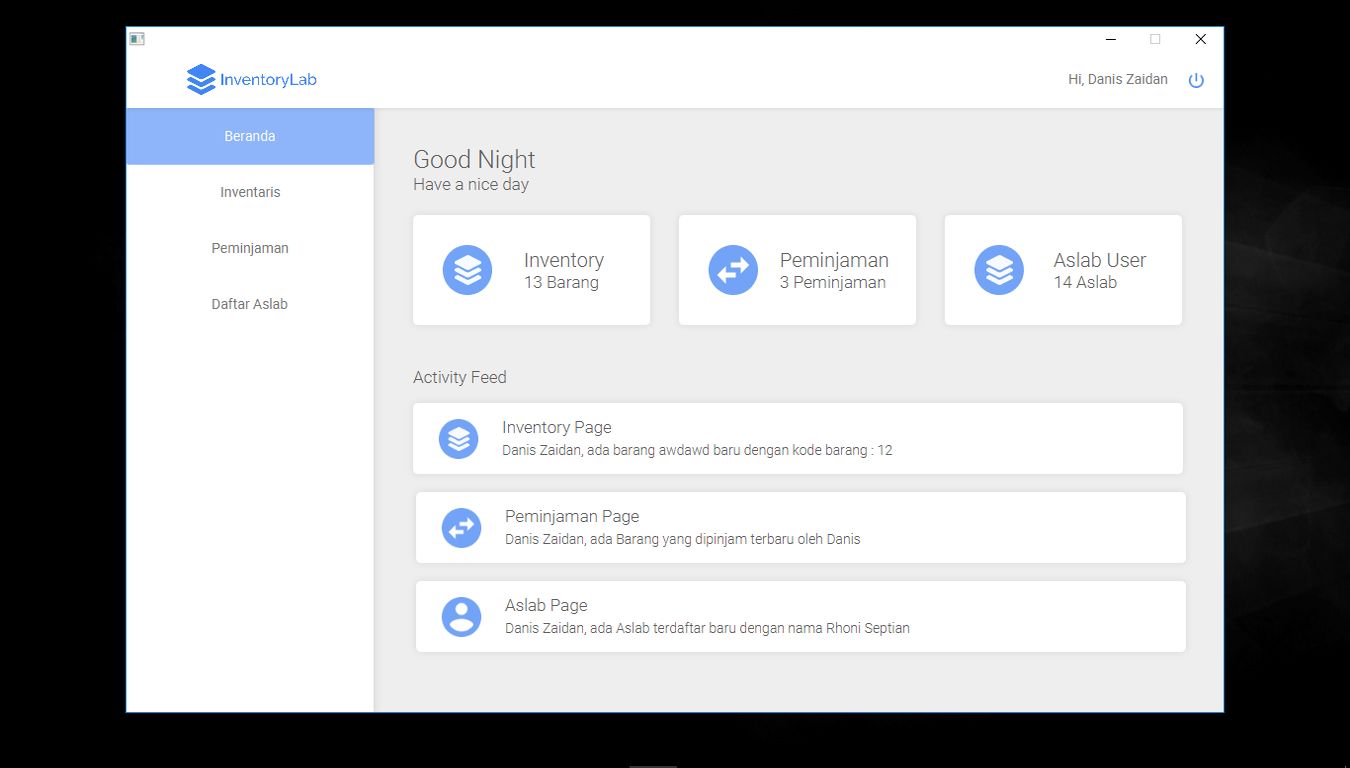 InventoryLab
Hi, Danis Zaidan
Beranda
Inventaris
Peminjaman
Daftar Aslab
Good Night
Have a nice day
Inventory
13 Barang
Peminjaman
3 Peminjaman
Aslab User
14 Aslab
Activity Feed
Inventory Page
Danis Zaidan, ada barang awdawd baru dengan kode barang : 12
Peminjaman Page
Danis Zaidan, ada Barang yang dipinjam terbaru oleh Danis
Aslab Page
Danis Zaidan, ada Aslab terdaftar baru dengan nama Rhoni Septian